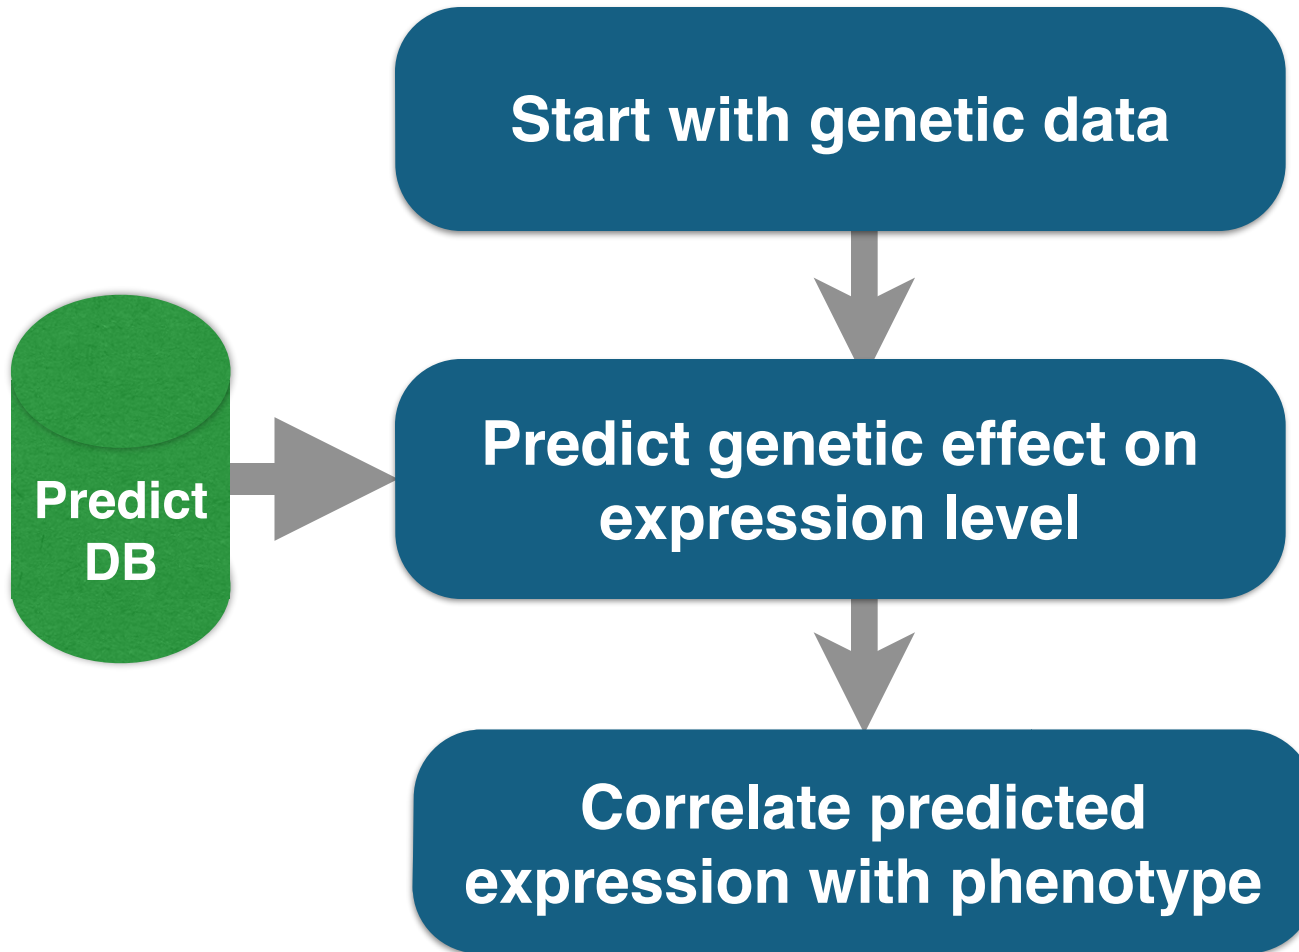 Start with genetic data
Predict genetic effect on
expression level
Predict
DB
Correlate predicted
expression with phenotype